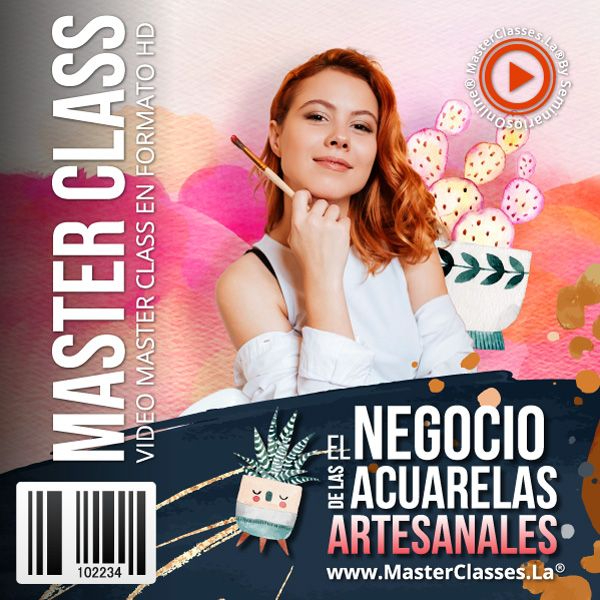 MASTER CLASS
VIDEO MASTER CLASS EN FORMATO HD
MasterClasses.La® By SeminariosOnline®
EL NEGOCIO
DE LAS ACUARELAS
ARTESANALES
www.MasterClasses.La®
102234